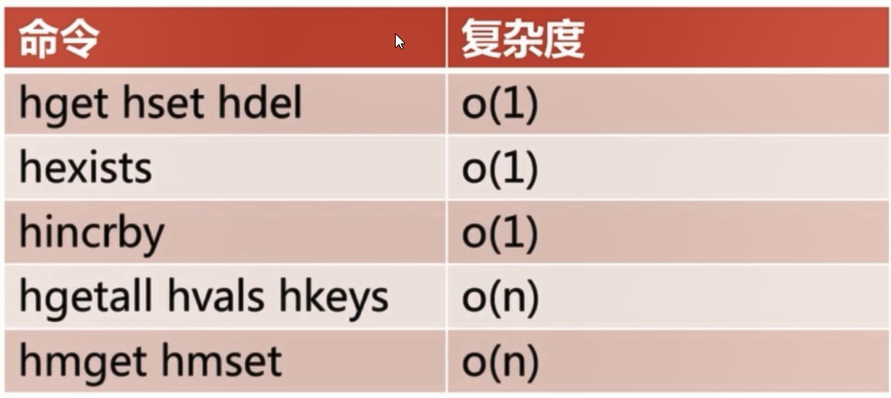 命令 复杂度
hget hset hdel o(1)
hexists o(1)
hincrby o(1)
hgetall hvals hkeys o(n)
hmget hmset o(n)